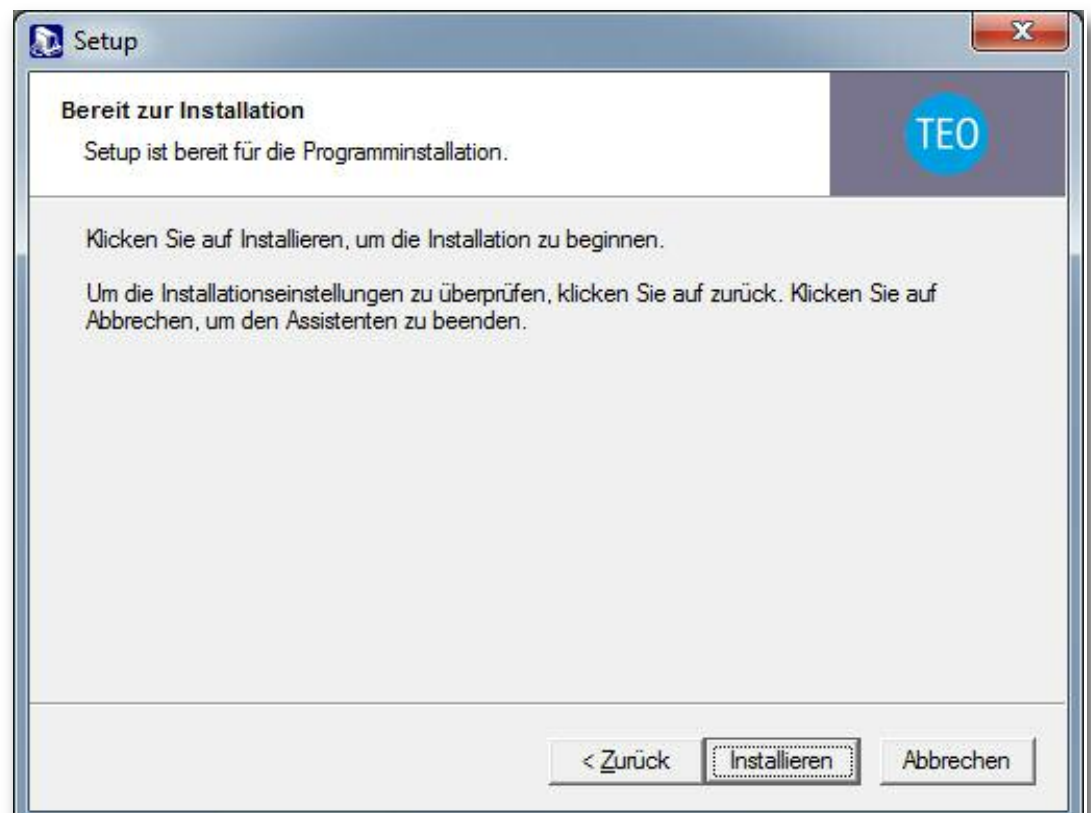 Setup
Bereit zur Installation
Setup ist bereit für die Programminstallation.
TEO
Klicken Sie auf Installieren, um die Installation zu beginnen.
Um die Installationseinstellungen zu überprüfen, klicken Sie auf zurück. Klicken Sie auf
Abbrechen, um den Assistenten zu beenden.
< Zurück
Installieren
Abbrechen